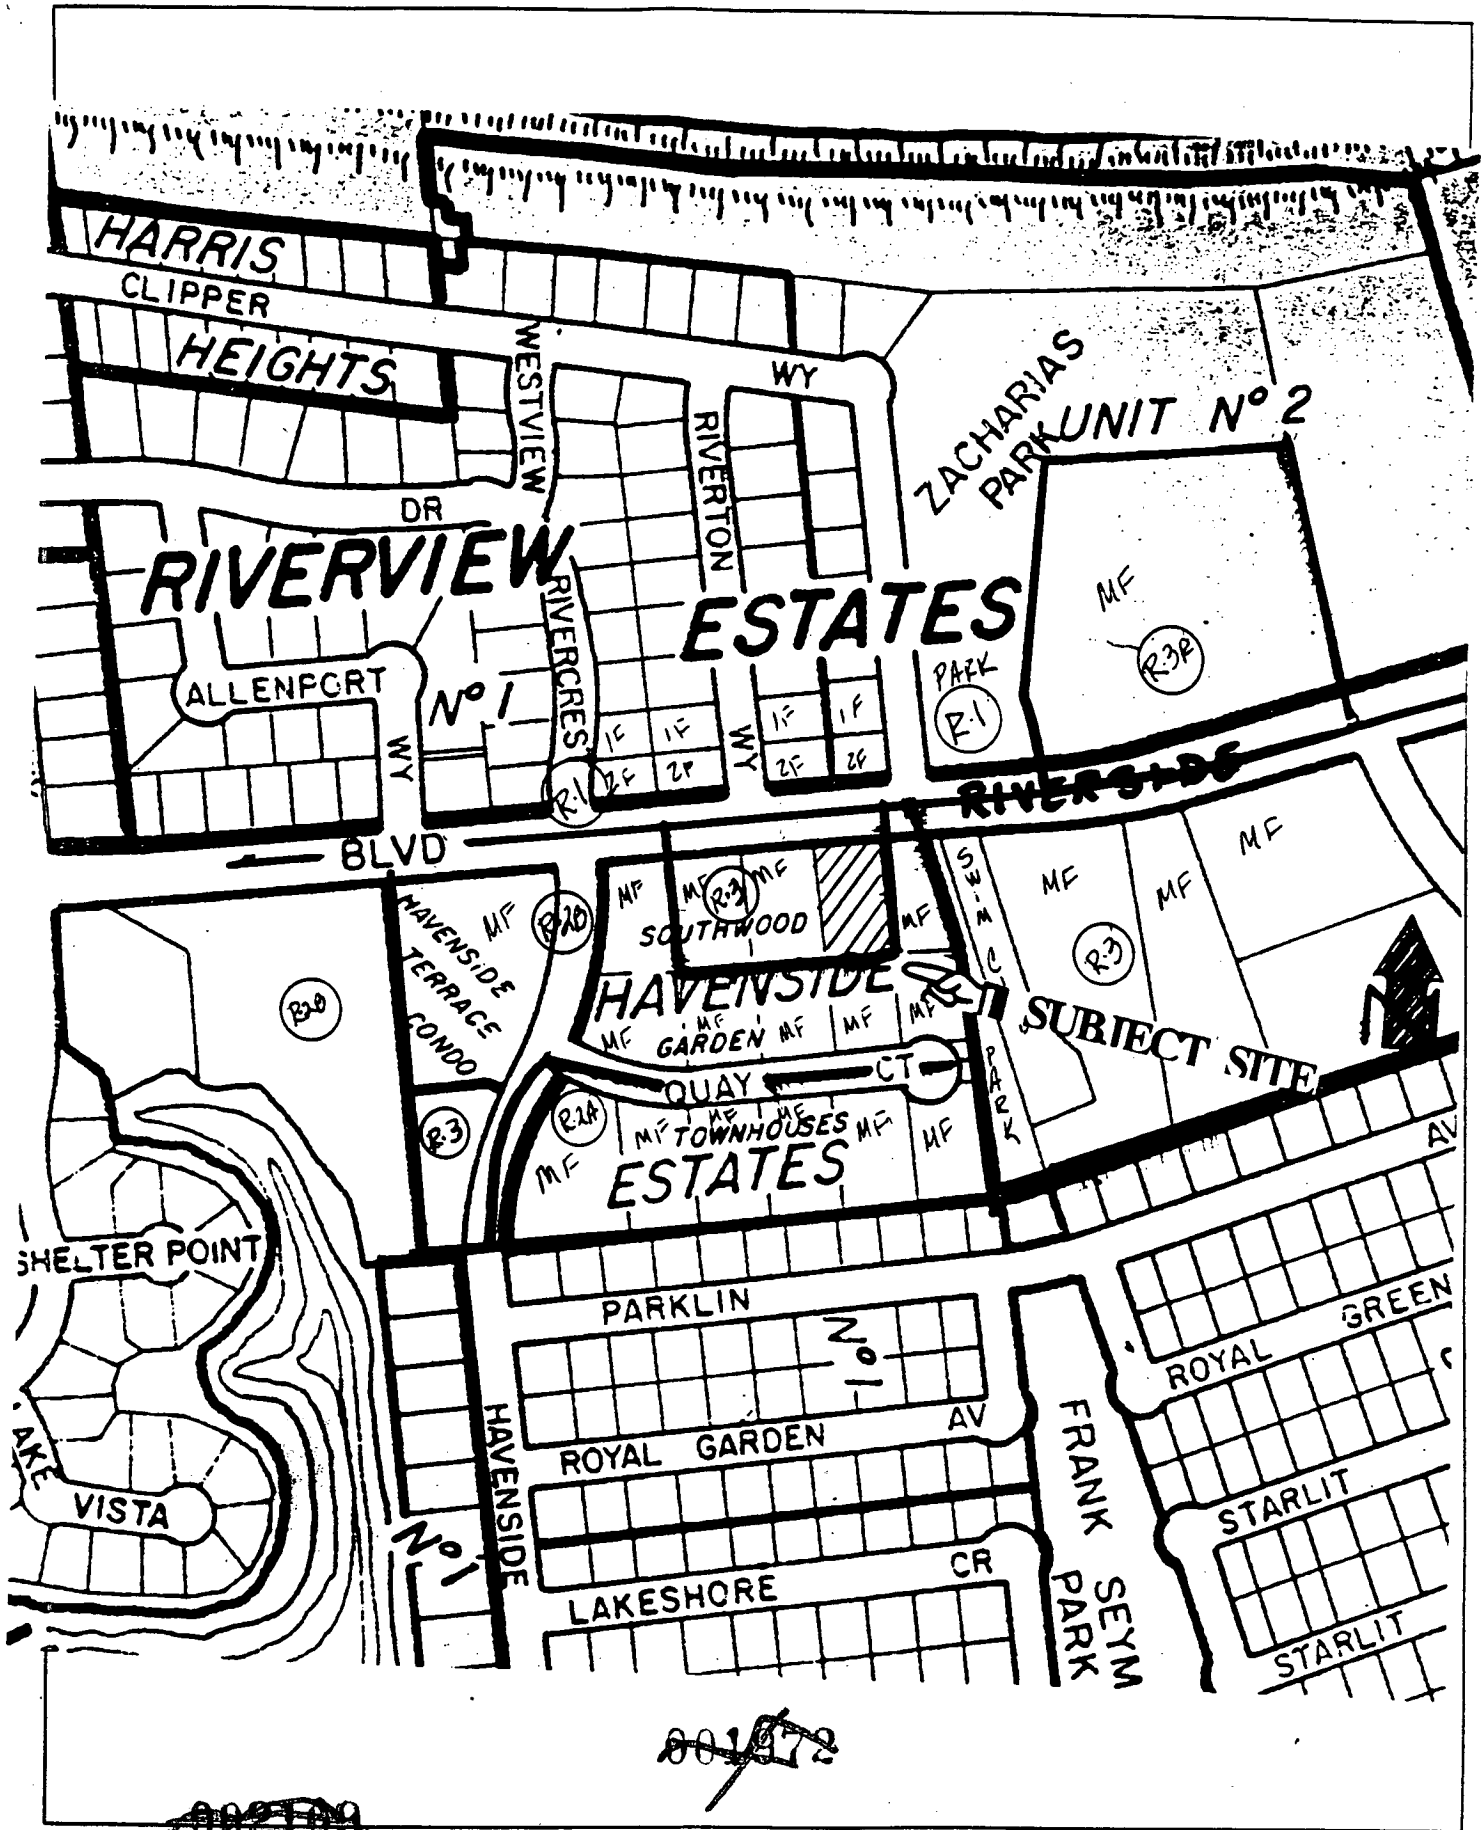 HARRIS
CLIPPER
HEIGHTS
WESTVIEW
WY
ZACHARIAS
PARK
UNIT Nº 2
RIVERTON
DR
RIVERVIEW
ESTATES
MF
R-3R
RIVERCRES
ALLENPORT
Nº 1
PARK
R-1
WY
1F
1F
WY
1F
1F
2F
2F
2F
2F
R-1
RIVERSIDE
BLVD
MF
HAVENSIDE
TERRACE
CONDO
MF
R-2B
MF
MF
R-3
MF
SOUTHWOOD
MF
SWIM C
MF
MF
R-3
R-2B
HAVENSIDE
SUBJECT SITE
MF
MF
GARDEN
MF
MF
MF
QUAY
CT
PARK
R-3
R-2A
MF
MF
MF
TOWNHOUSES
MF
MF
MF
ESTATES
AV
SHELTER POINT
PARKLIN
Nº 1
GREEN
ROYAL
HAVENSIDE
ROYAL GARDEN
AV
FRANK SEYM
PARK
AKE
VISTA
Nº 1
STARLIT
LAKESHORE
CR
STARLIT